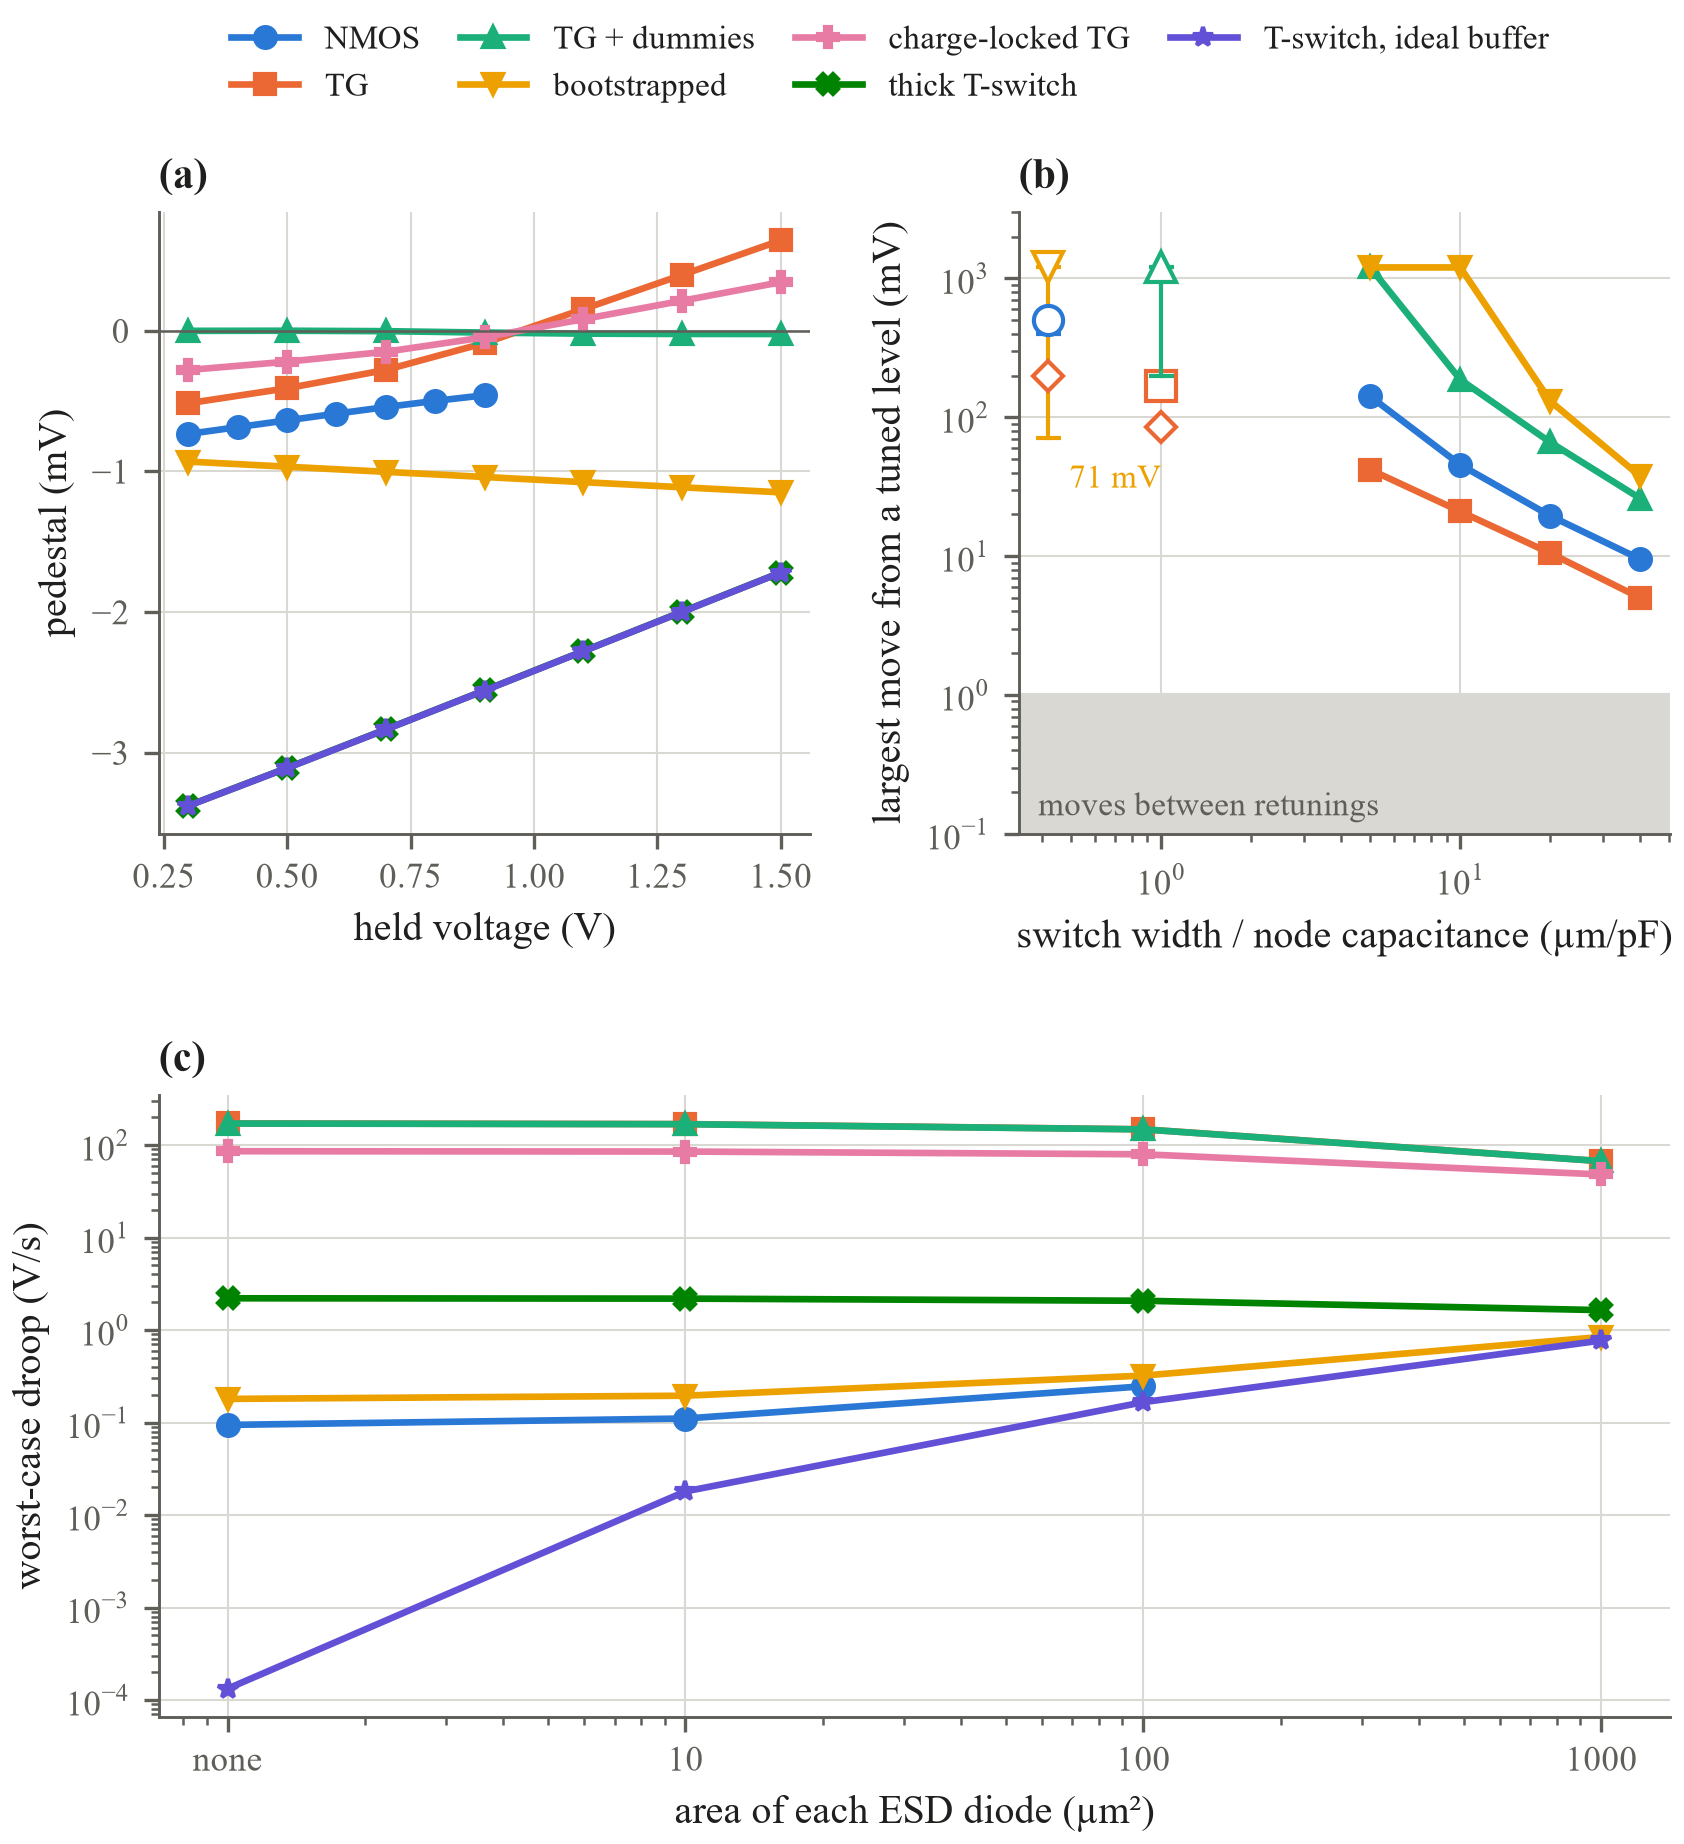 NMOS
TG
TG + dummies
bootstrapped
charge-locked TG
thick T-switch
T-switch, ideal buffer
(a)
pedestal (mV)
0
−1
−2
−3
0.25 0.50 0.75 1.00 1.25 1.50
held voltage (V)
(b)
largest move from a tuned level (mV)
10³
10²
10¹
10⁰
10⁻¹
71 mV
moves between retunings
10⁰ 10¹
switch width / node capacitance (µm/pF)
(c)
worst-case droop (V/s)
10²
10¹
10⁰
10⁻¹
10⁻²
10⁻³
10⁻⁴
none 10 100 1000
area of each ESD diode (µm²)